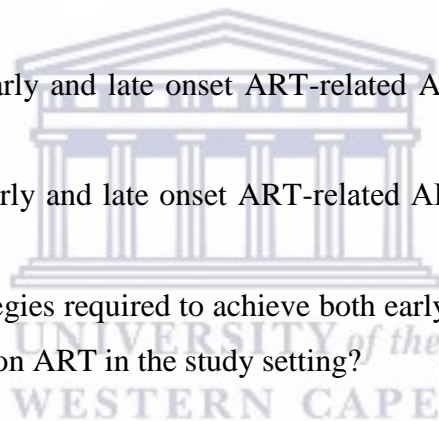 arly and late onset ART-related A
rly and late onset ART-related A
egies required to achieve both early
on ART in the study setting?
UNIVERSITY of the
WESTERN CAPE